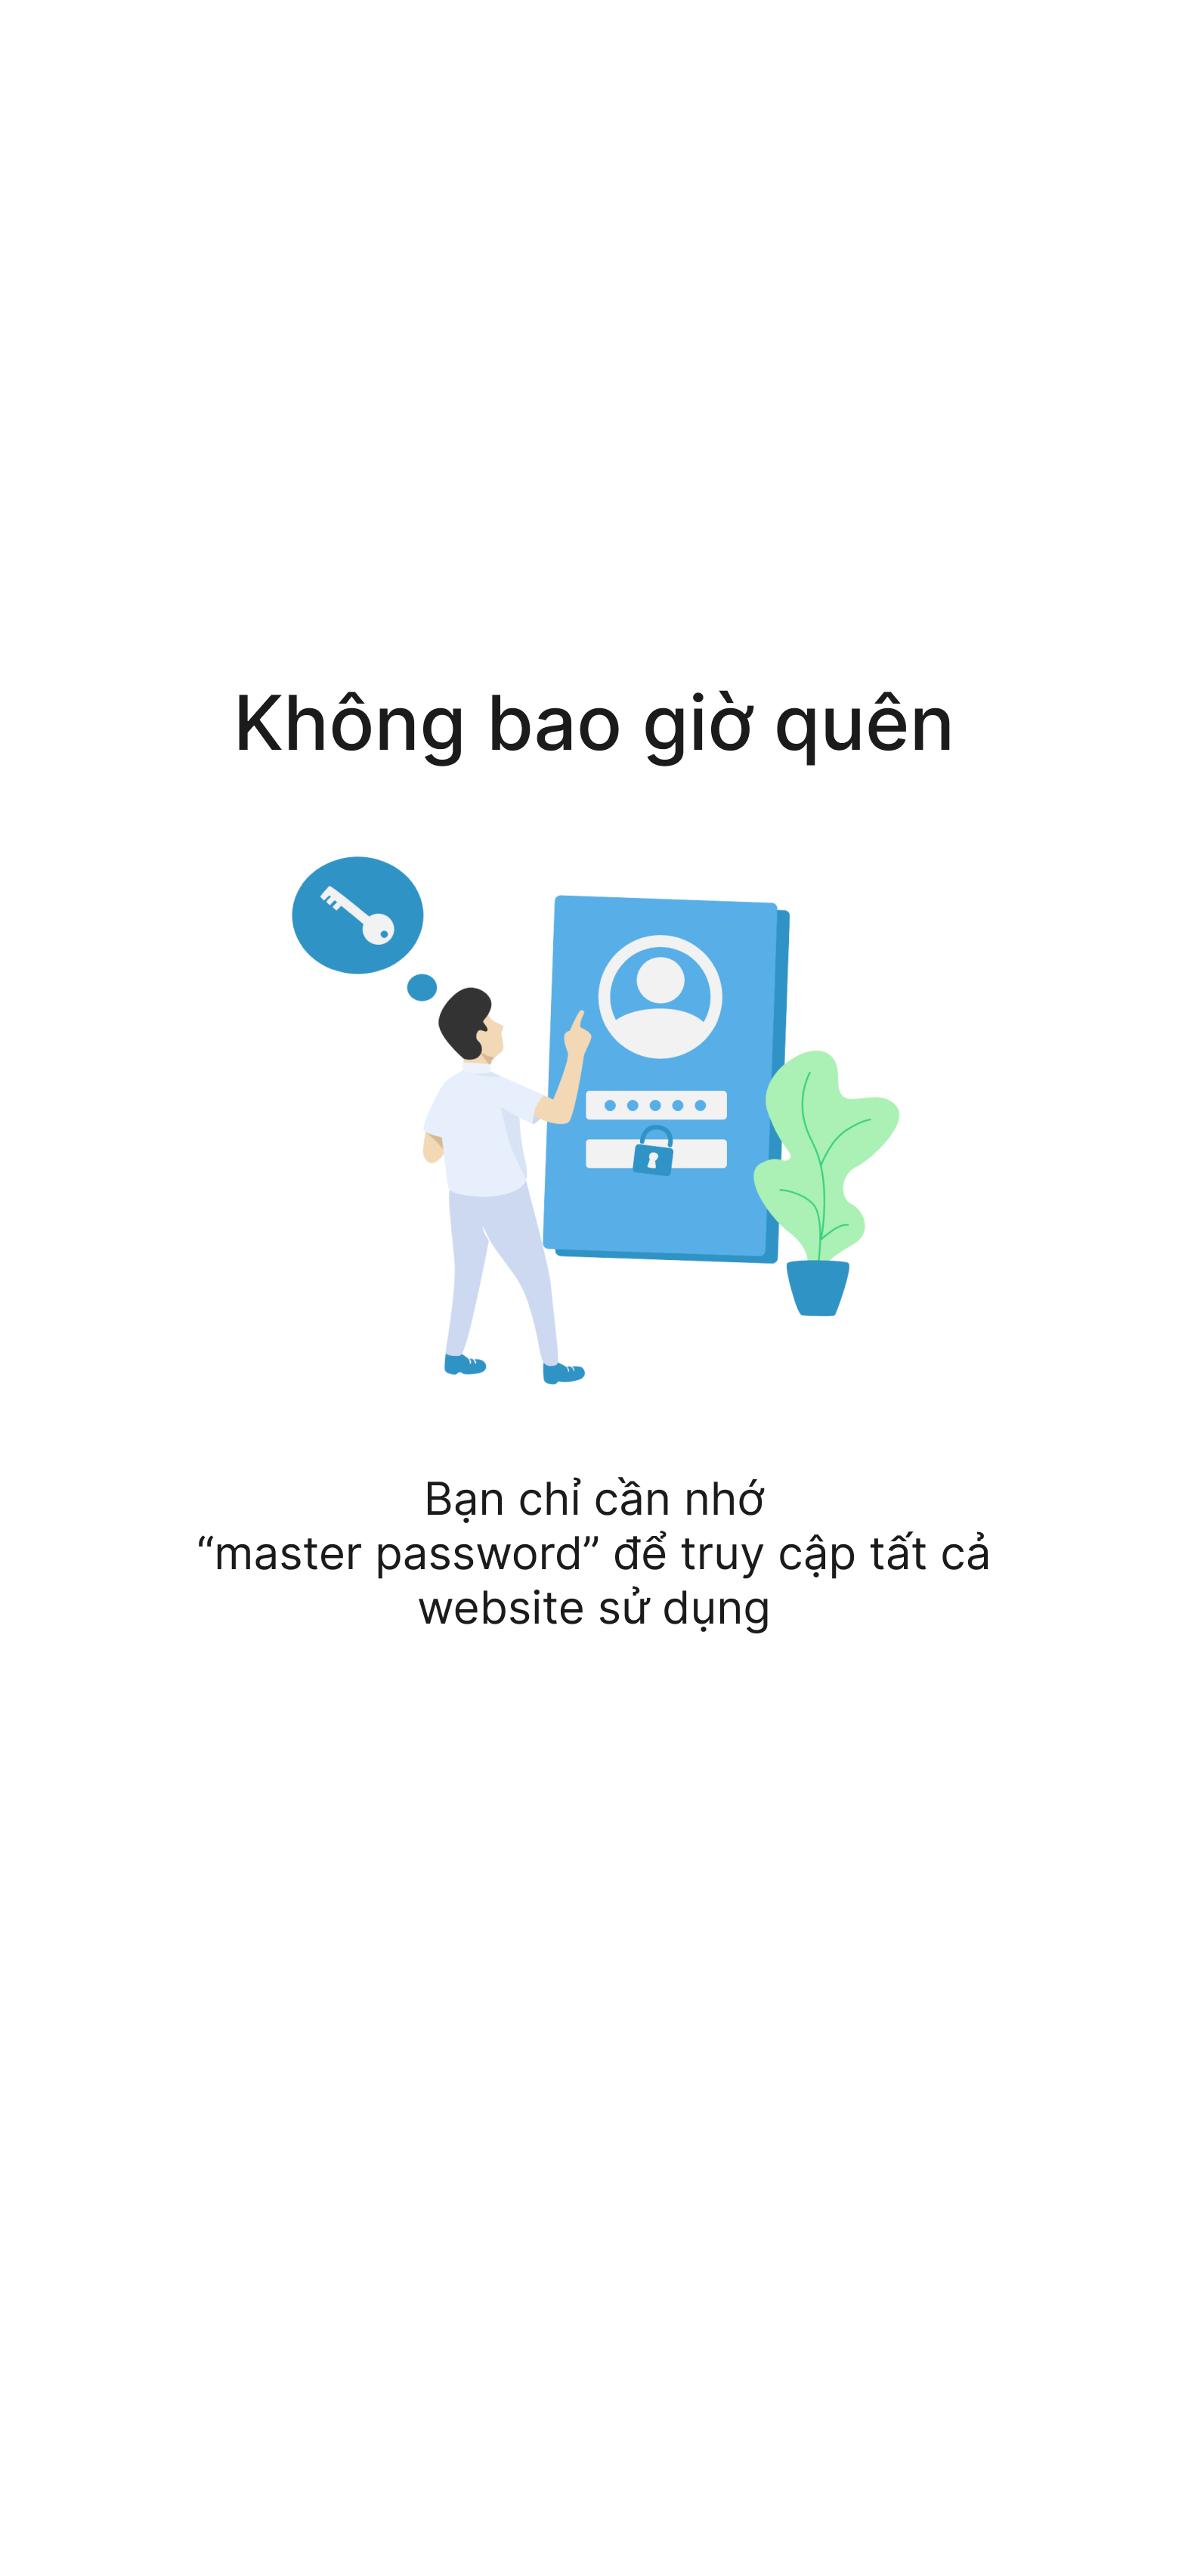 Không bao giờ quên
Bạn chỉ cần nhớ
“master password” để truy cập tất cả
website sử dụng